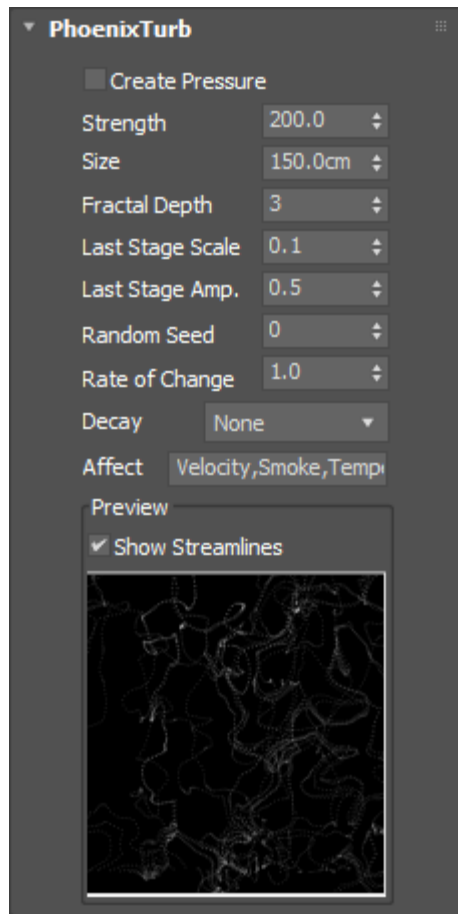 PhoenixTurb
Create Pressure
Strength 200.0
Size 150.0cm
Fractal Depth 3
Last Stage Scale 0.1
Last Stage Amp. 0.5
Random Seed 0
Rate of Change 1.0
Decay None
Affect Velocity,Smoke,Tempe
Preview
Show Streamlines